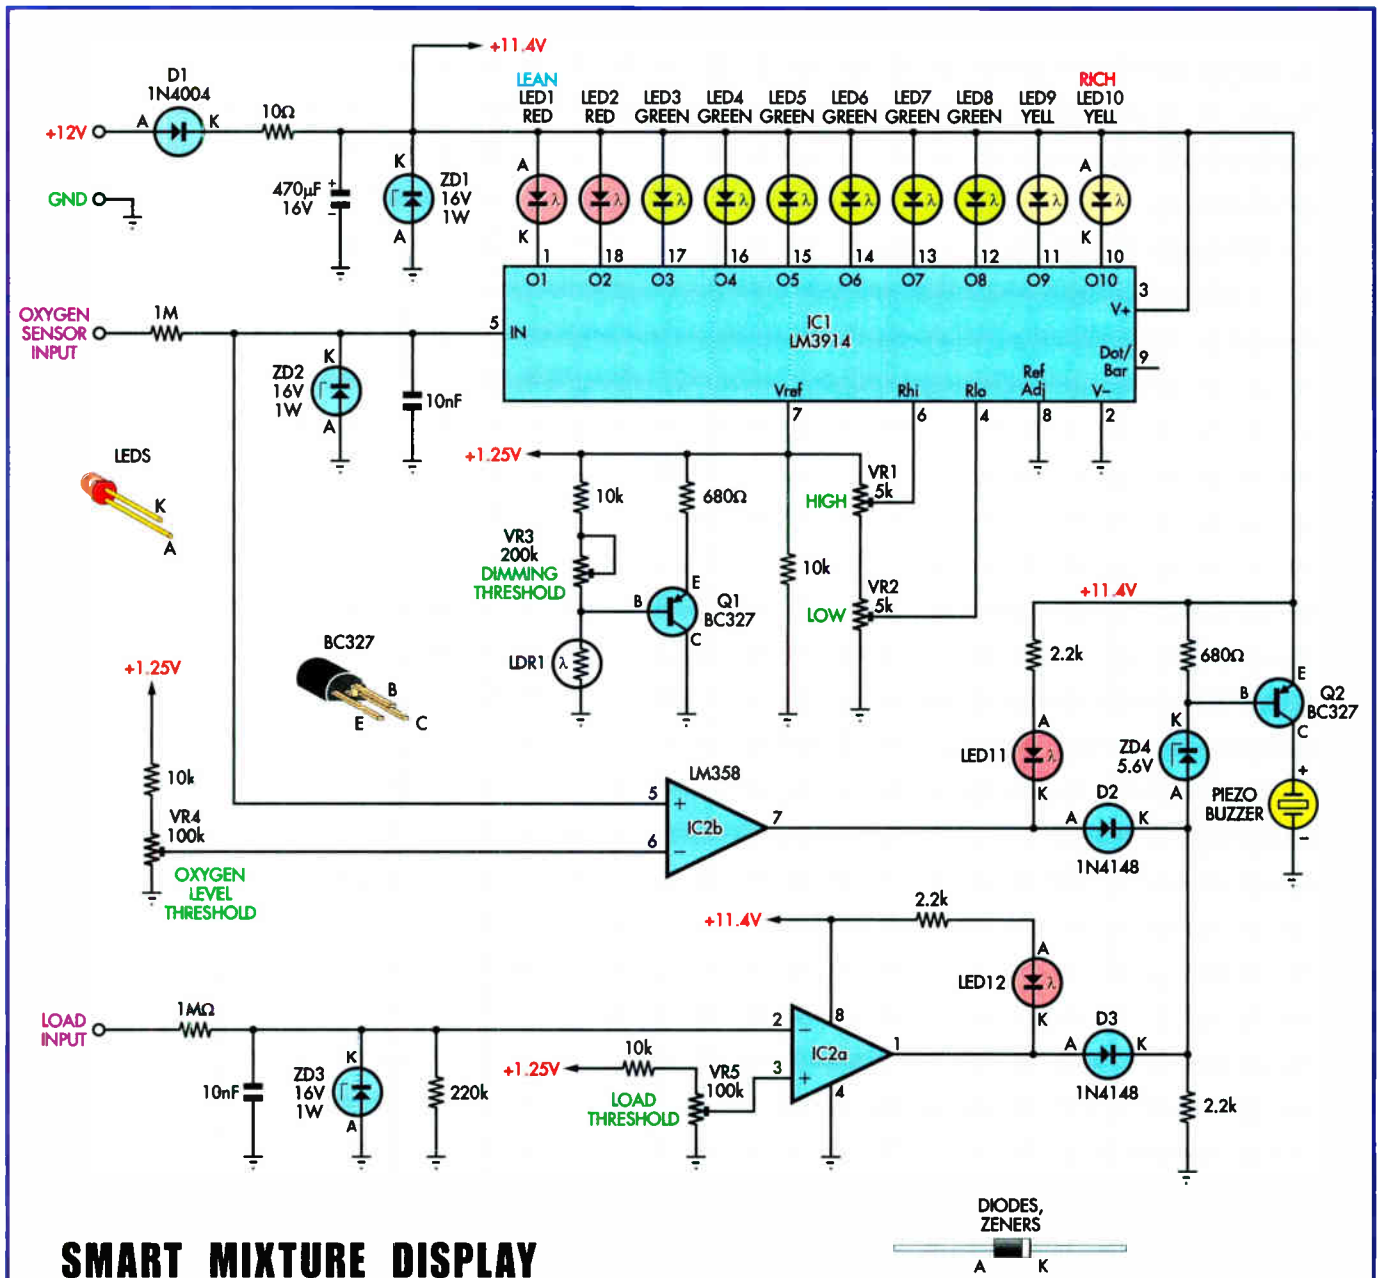 +11.4V
D1
1N4004
A
K
10Ω
+12V
GND
470µF
16V
+
−
K
ZD1
16V
1W
A
LEAN
LED1
RED
LED2
RED
LED3
GREEN
LED4
GREEN
LED5
GREEN
LED6
GREEN
LED7
GREEN
LED8
GREEN
LED9
YELL
RICH
LED10
YELL
A
λ
λ
λ
λ
λ
λ
λ
λ
λ
A
λ
K
K
1
18
17
16
15
14
13
12
11
10
O1
O2
O3
O4
O5
O6
O7
O8
O9
O10
3
V+
IC1
LM3914
5
IN
Dot/
Bar
9
Vref
Rhi
Rlo
Ref
Adj
V−
7
6
4
8
2
OXYGEN
SENSOR
INPUT
1M
K
ZD2
16V
1W
A
10nF
LEDS
K
A
+1.25V
10k
680Ω
VR3
200k
DIMMING
THRESHOLD
B
E
Q1
BC327
C
LDR1
λ
10k
VR1
5k
HIGH
VR2
5k
LOW
BC327
B
E
C
+1.25V
10k
VR4
100k
OXYGEN
LEVEL
THRESHOLD
LM358
5
+
IC2b
6
−
7
+11.4V
2.2k
680Ω
E
B
Q2
BC327
C
A
LED11
λ
K
K
ZD4
5.6V
A
D2
A
K
1N4148
PIEZO
BUZZER
+
−
+11.4V
2.2k
A
LED12
λ
K
LOAD
INPUT
1MΩ
10nF
K
ZD3
16V
1W
A
220k
+1.25V
10k
VR5
100k
LOAD
THRESHOLD
2
−
IC2a
3
+
8
4
1
D3
A
K
1N4148
2.2k
DIODES,
ZENERS
A
K
SMART MIXTURE DISPLAY